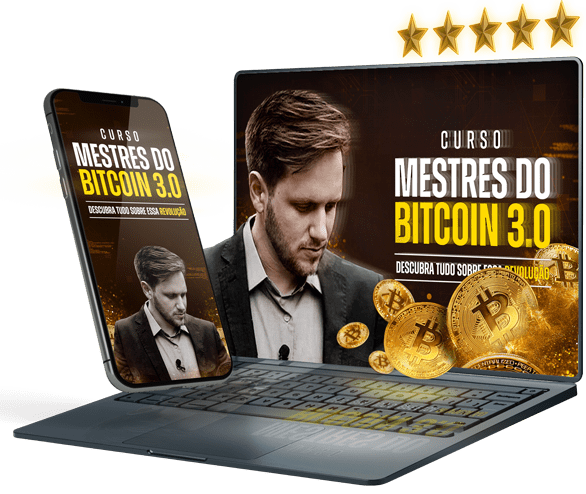 CURSO
MESTRES DO
BITCOIN 3.0
DESCUBRA TUDO SOBRE ESSA REVOLUÇÃO
CURSO
MESTRES DO
BITCOIN 3.0
DESCUBRA TUDO SOBRE ESSA REVOLUÇÃO